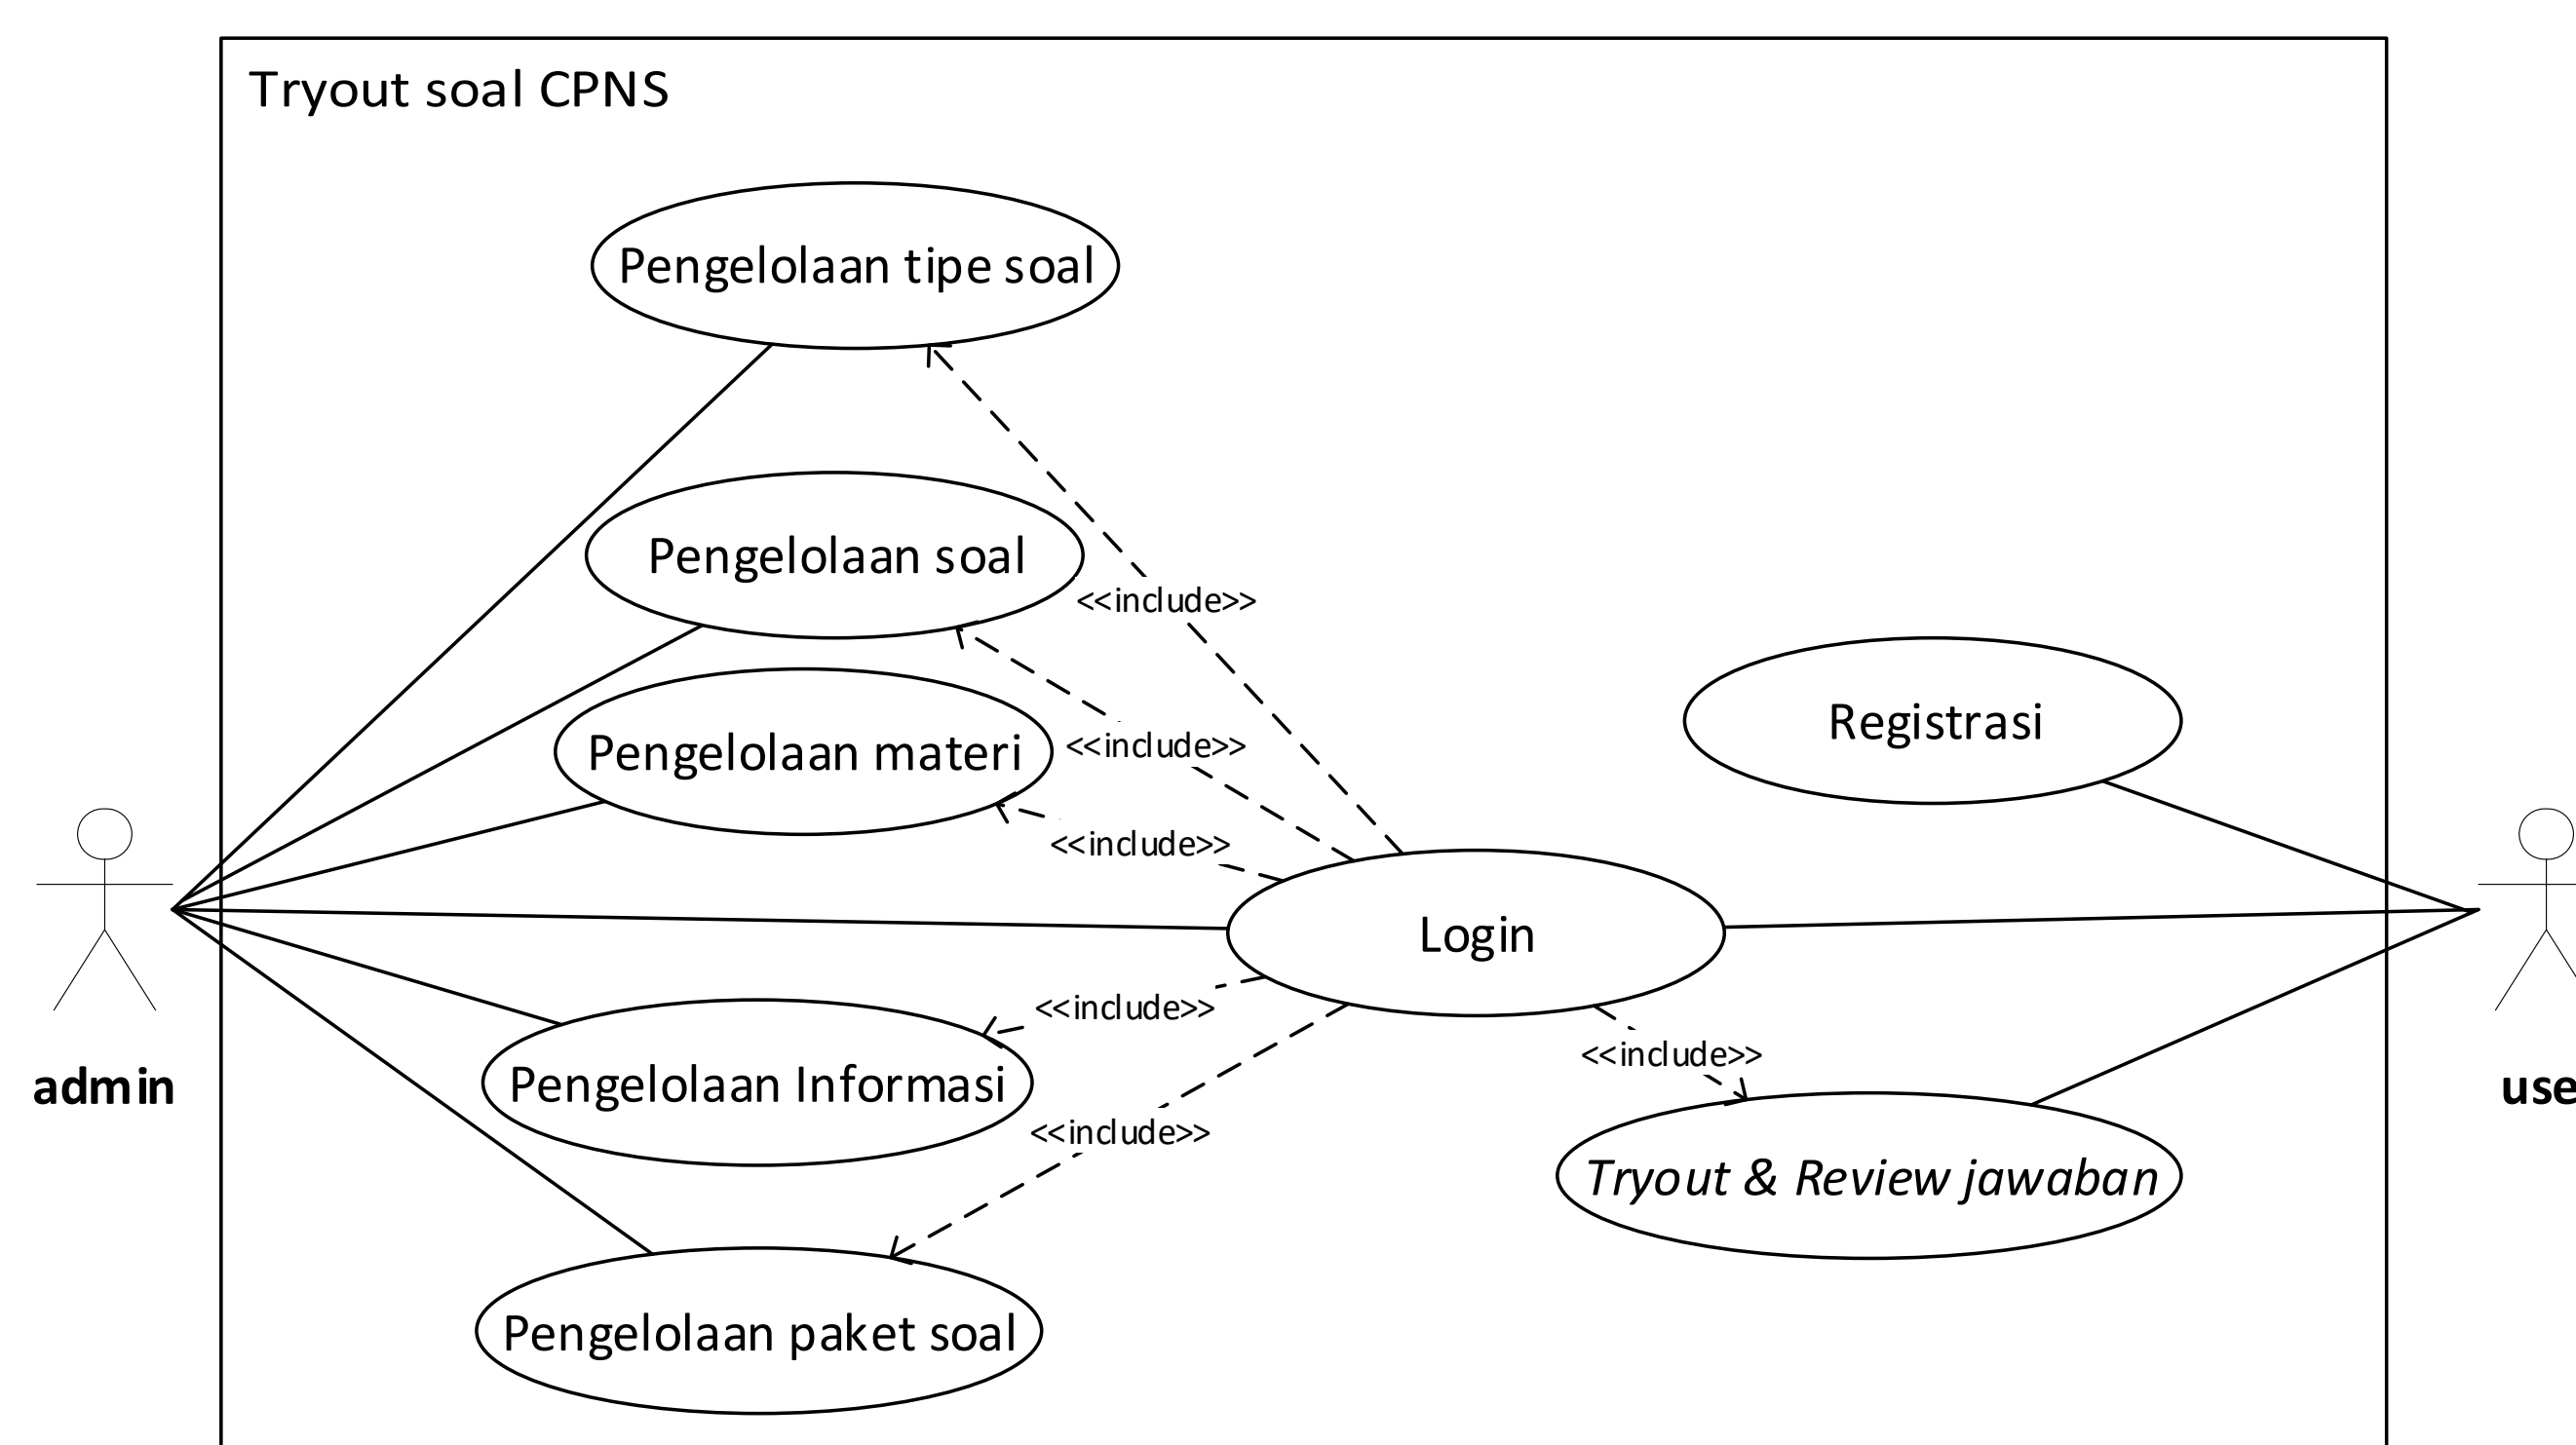 Tryout soal CPNS
Pengelolaan tipe soal
Pengelolaan soal
<<include>>
Registrasi
Pengelolaan materi
<<include>>
<<include>>
Login
<<include>>
<<include>>
Pengelolaan Informasi
admin
use
<<include>>
Tryout & Review jawaban
Pengelolaan paket soal